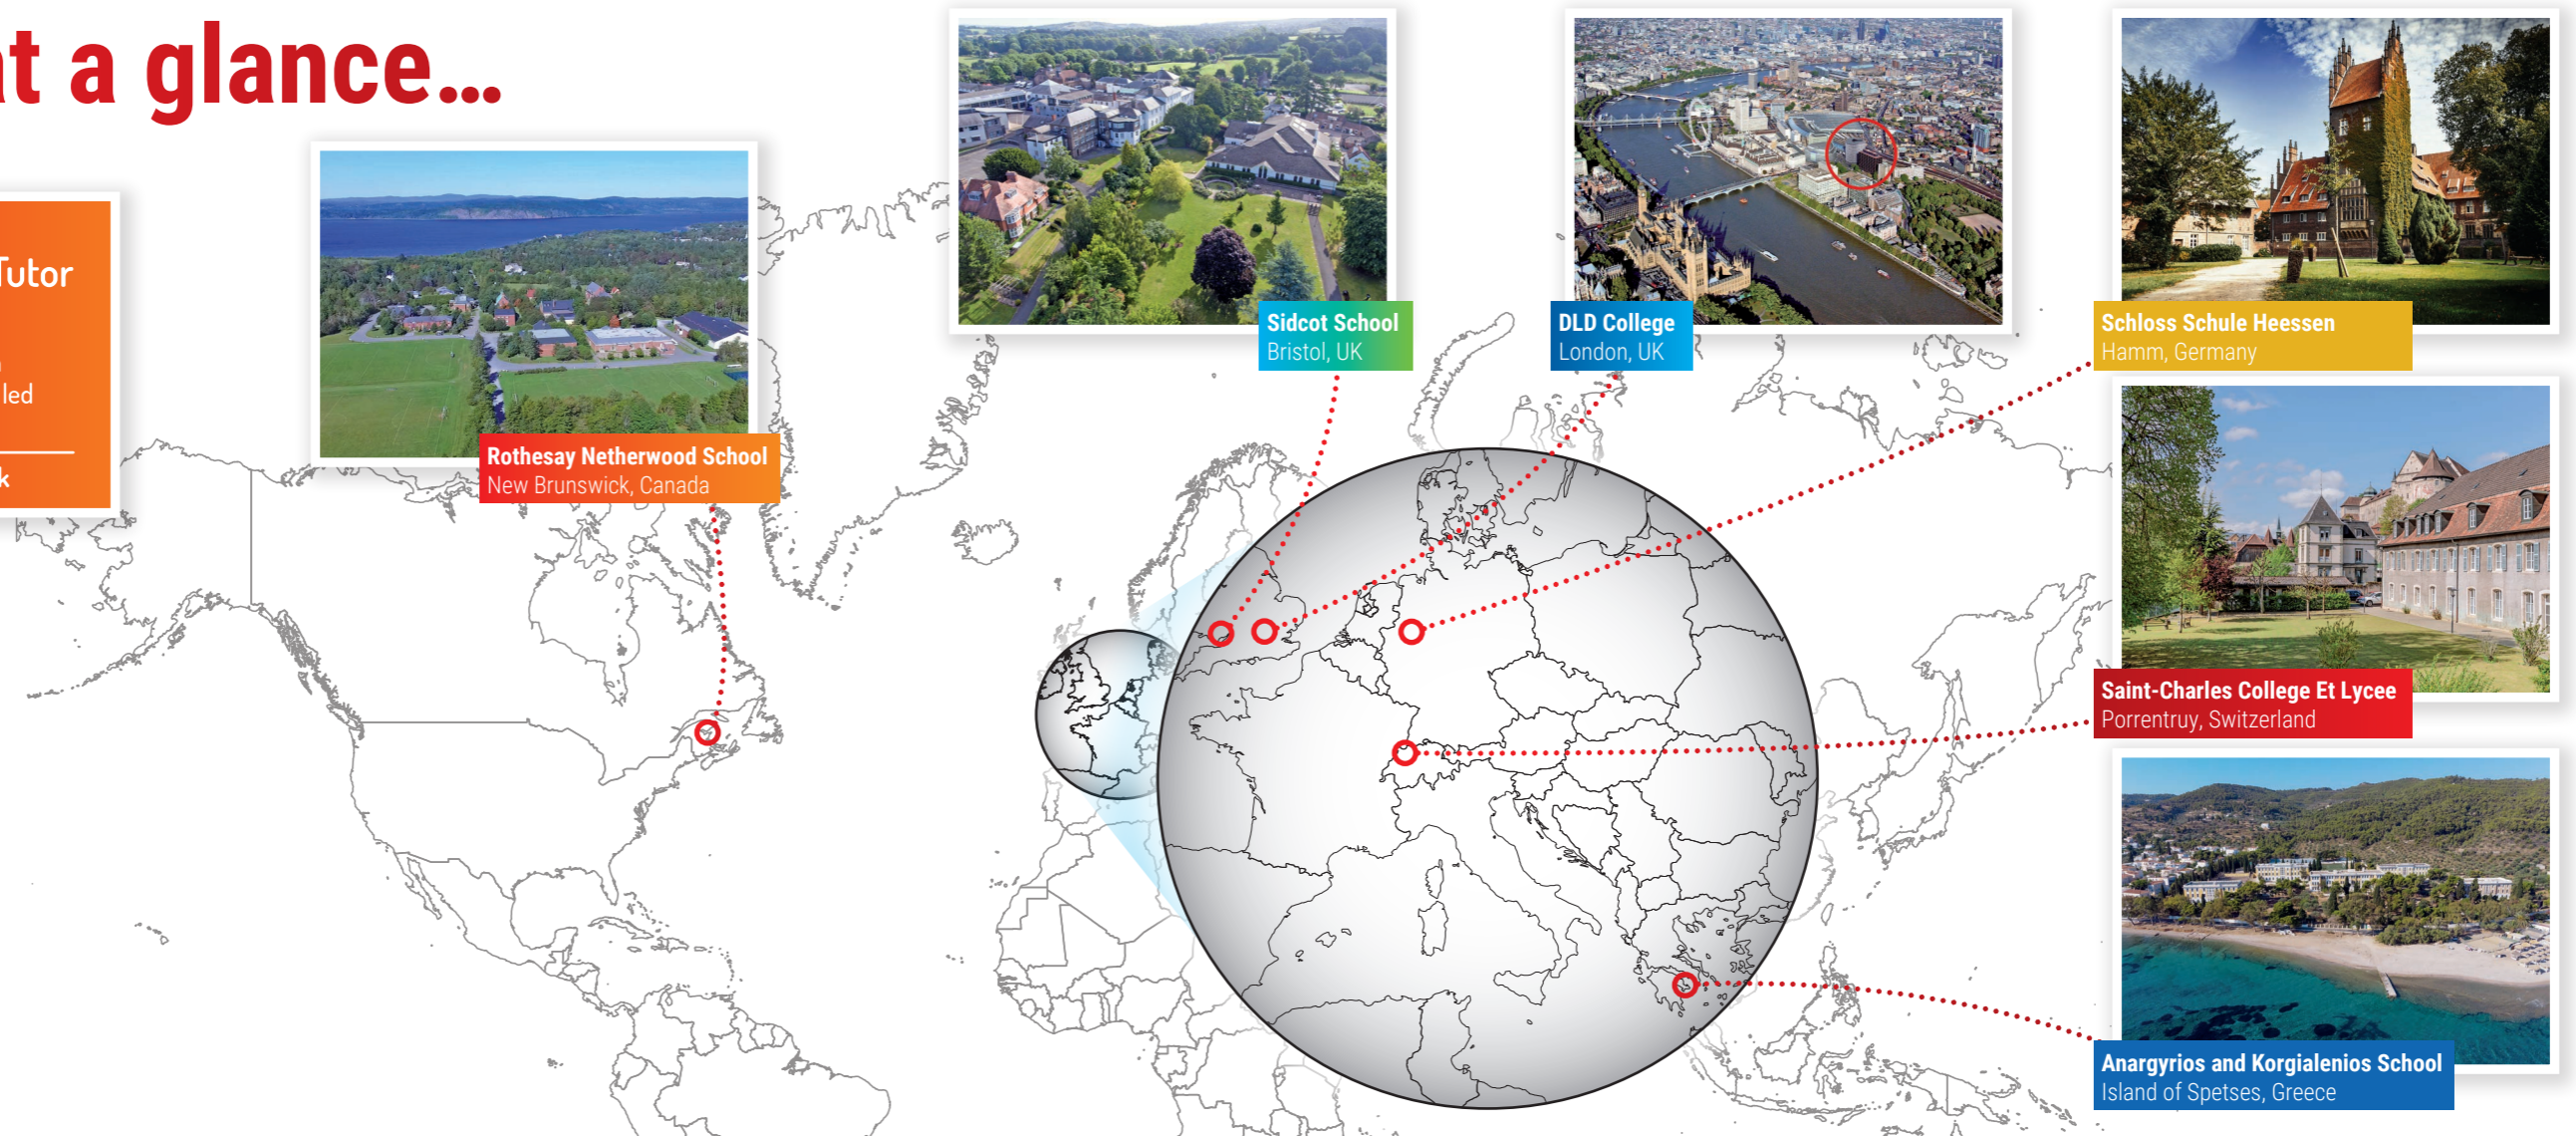 at a glance...
Tutor
led
k
Rothesay Netherwood School
New Brunswick, Canada
Sidcot School
Bristol, UK
DLD College
London, UK
Schloss Schule Heessen
Hamm, Germany
Saint-Charles College Et Lycee
Porrentruy, Switzerland
Anargyrios and Korgialenios School
Island of Spetses, Greece